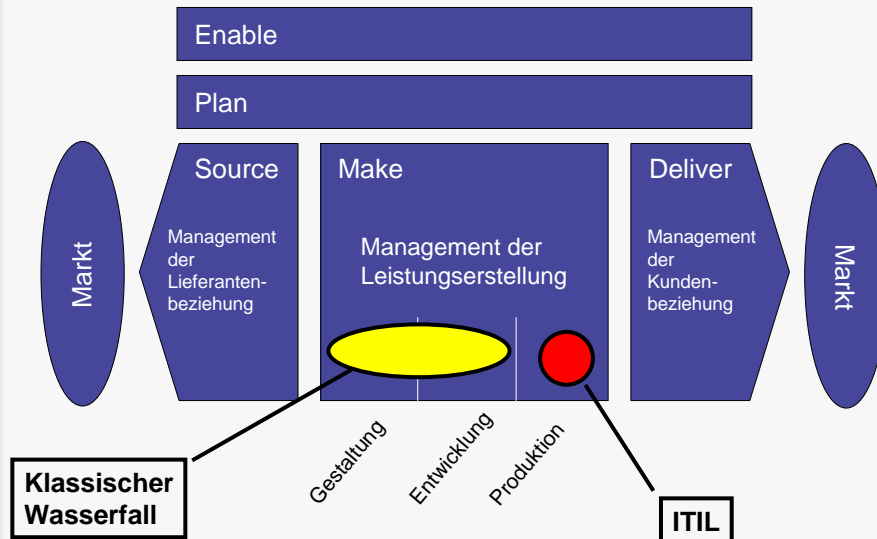 Enable
Plan
Markt
Source
Management
der
Lieferanten-
beziehung
Make
Management der
Leistungserstellung
Deliver
Management
der
Kunden-
beziehung
Markt
Gestaltung
Entwicklung
Produktion
Klassischer
Wasserfall
ITIL